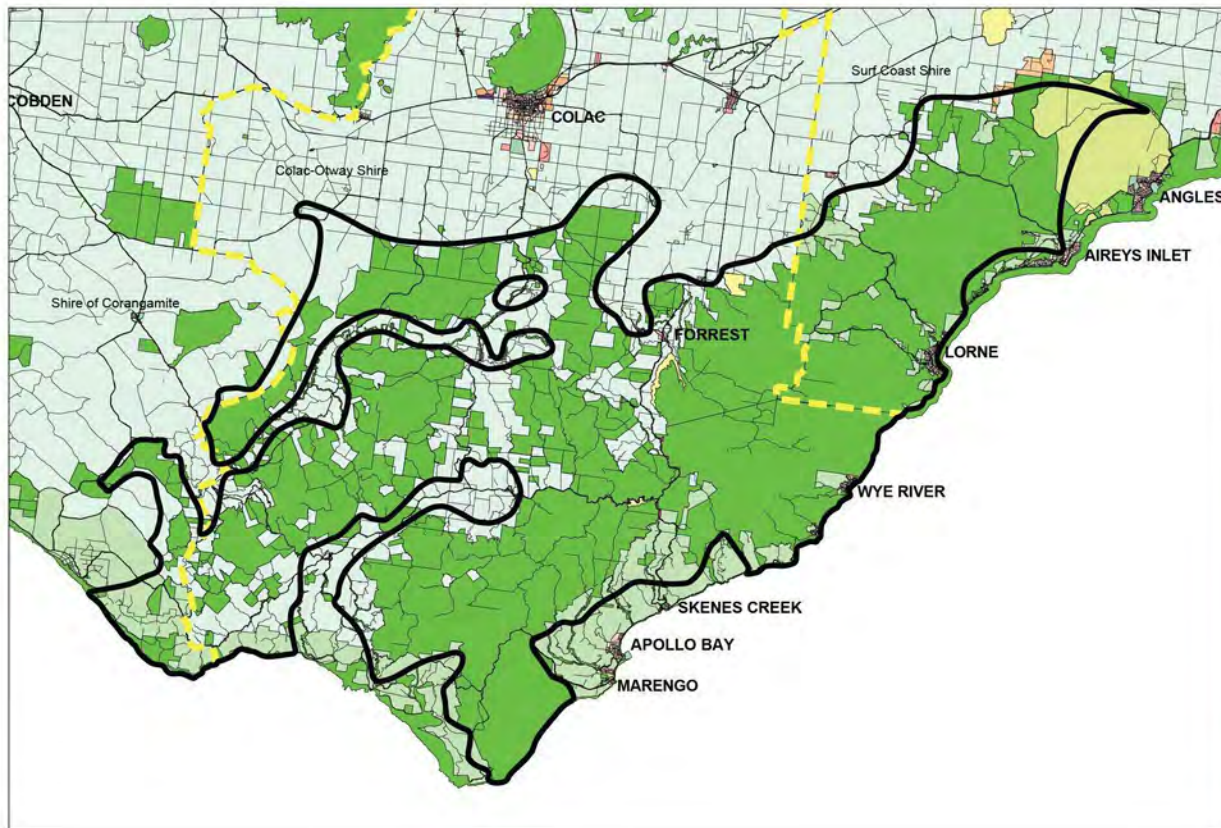 Surf Coast Shire
COBDEN
COLAC
Colac-Otway Shire
ANGLES
AIREYS INLET
Shire of Corangamite
FORREST
LORNE
WYE RIVER
SKENES CREEK
APOLLO BAY
MARENGO